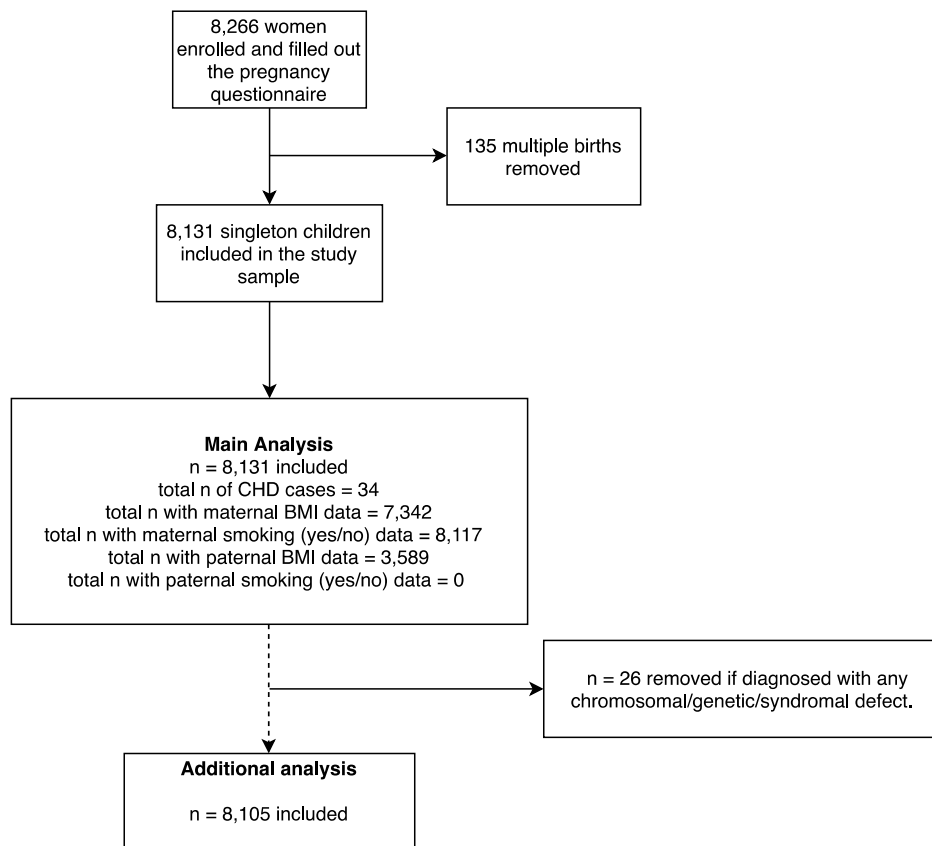 8,266 women
enrolled and filled out
the pregnancy
questionnaire
135 multiple births
removed
8,131 singleton children
included in the study
sample
Main Analysis
n = 8,131 included
total n of CHD cases = 34
total n with maternal BMI data = 7,342
total n with maternal smoking (yes/no) data = 8,117
total n with paternal BMI data = 3,589
total n with paternal smoking (yes/no) data = 0
n = 26 removed if diagnosed with any
chromosomal/genetic/syndromal defect.
Additional analysis
n = 8,105 included